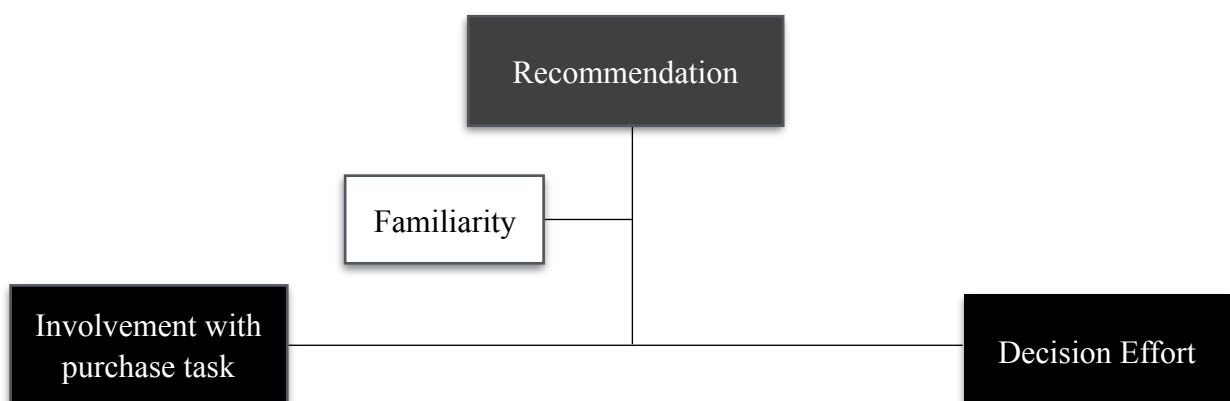 Recommendation
Familiarity
Involvement with
purchase task
Decision Effort